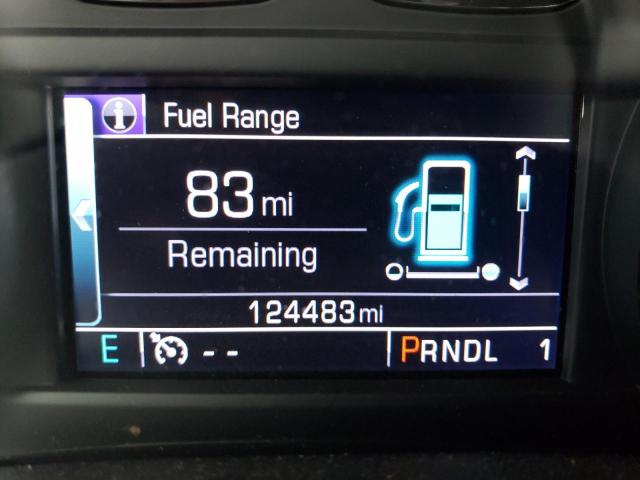 Fuel Range
83 mi
Remaining
124483 mi
E -- PRNDL 1